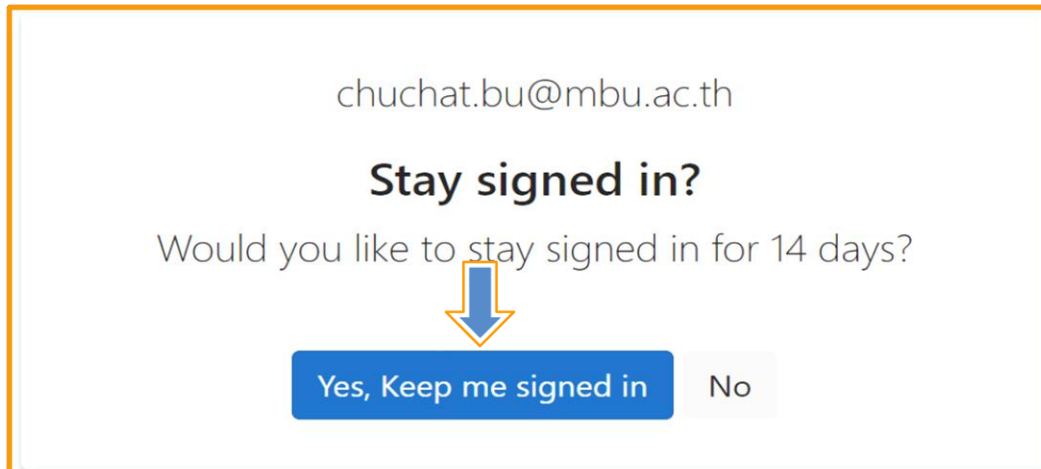 chuchat.bu@mbu.ac.th
Stay signed in?
Would you like to stay signed in for 14 days?
Yes, Keep me signed in No